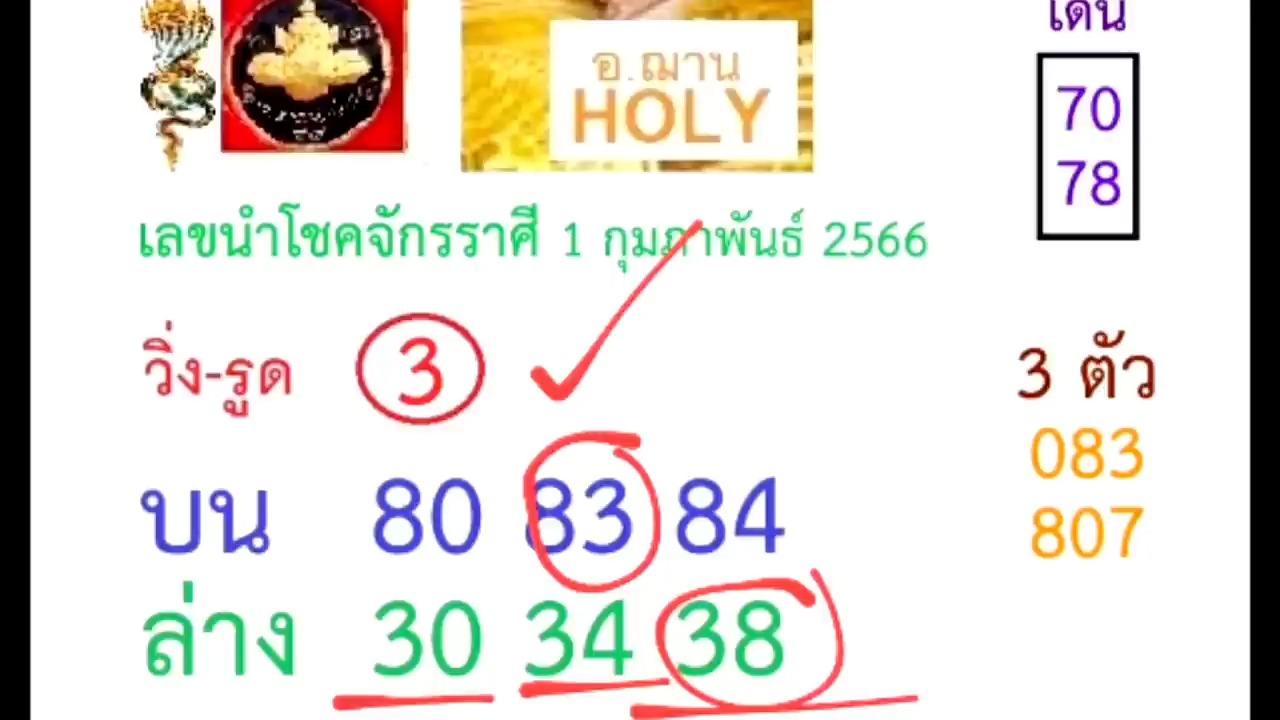 อ.ฌาน
HOLY
เด่น
70
78
เลขนำโชคจักรราศี 1 กุมภาพันธ์ 2566
วิ่ง-รูด 3
บน 80 83 84
ล่าง 30 34 38
3 ตัว
083
807